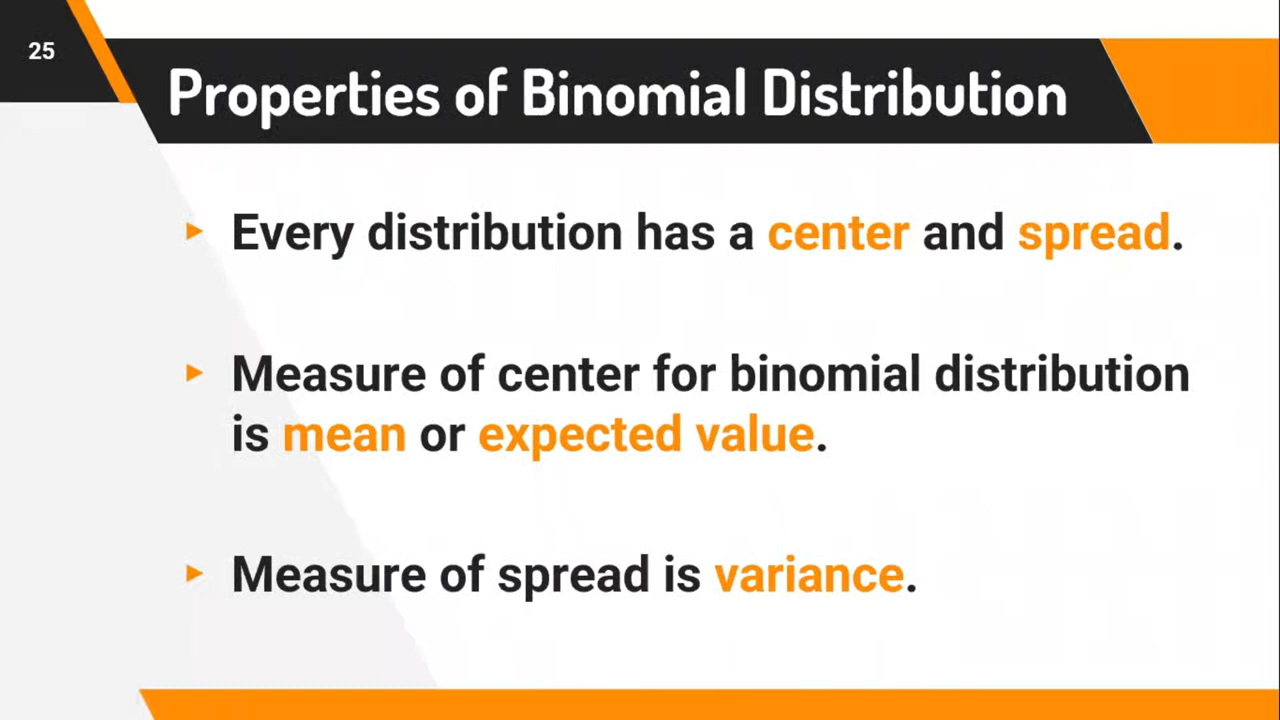 25
Properties of Binomial Distribution
Every distribution has a center and spread.
Measure of center for binomial distribution
is mean or expected value.
Measure of spread is variance.